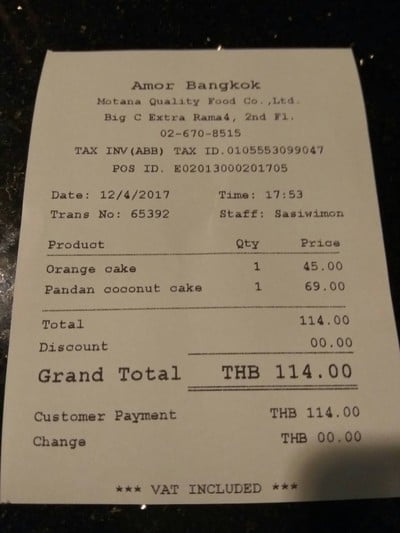 Amor Bangkok
Motana Quality Food Co.,Ltd.
Big C Extra Rama4, 2nd Fl.
02-670-8515
TAX INV(ABB) TAX ID.0105553099047
POS ID. E02013000201705
Date: 12/4/2017 Time: 17:53
Trans No: 65392 Staff: Sasiwimon
Product Qty Price
Orange cake 1 45.00
Pandan coconut cake 1 69.00
Total 114.00
Discount 00.00
Grand Total THB 114.00
Customer Payment THB 114.00
Change THB 00.00
*** VAT INCLUDED ***